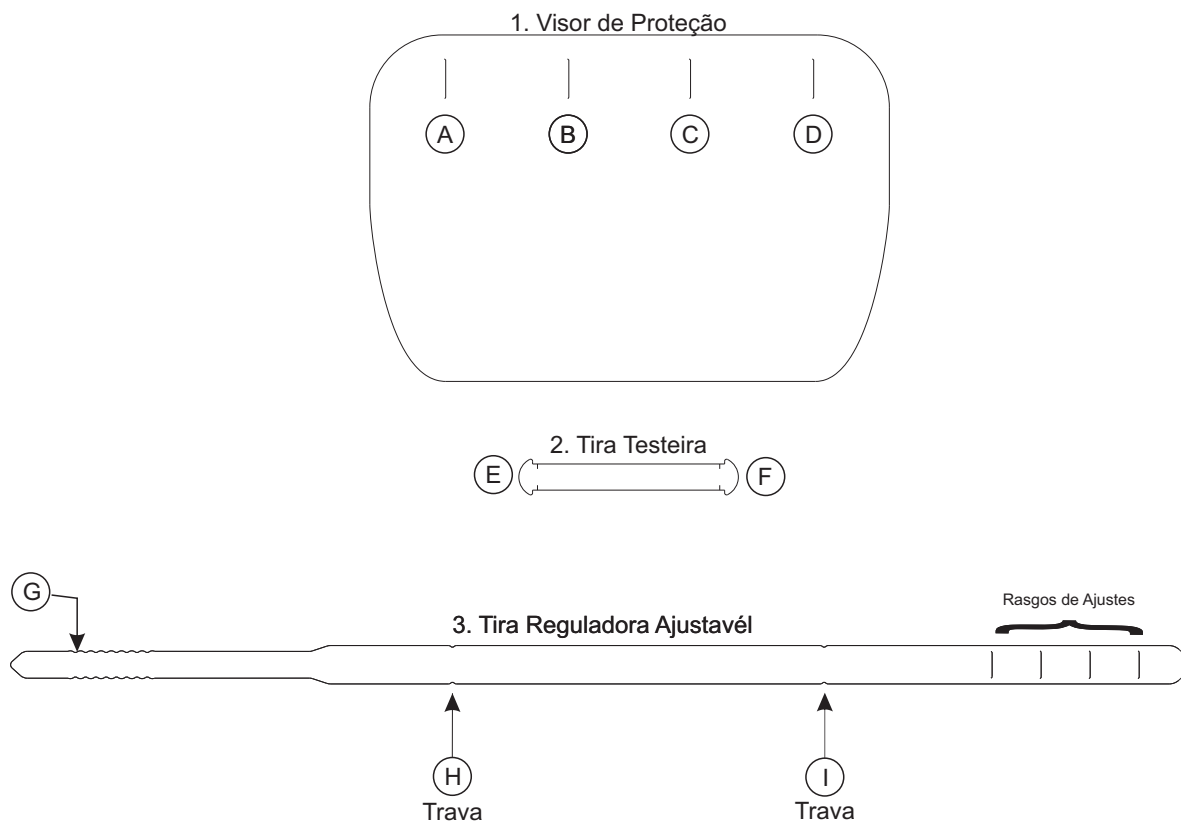 1. Visor de Proteção
A B C D
2. Tira Testeira
E F
G
Rasgos de Ajustes
3. Tira Reguladora Ajustavél
H I
Trava Trava